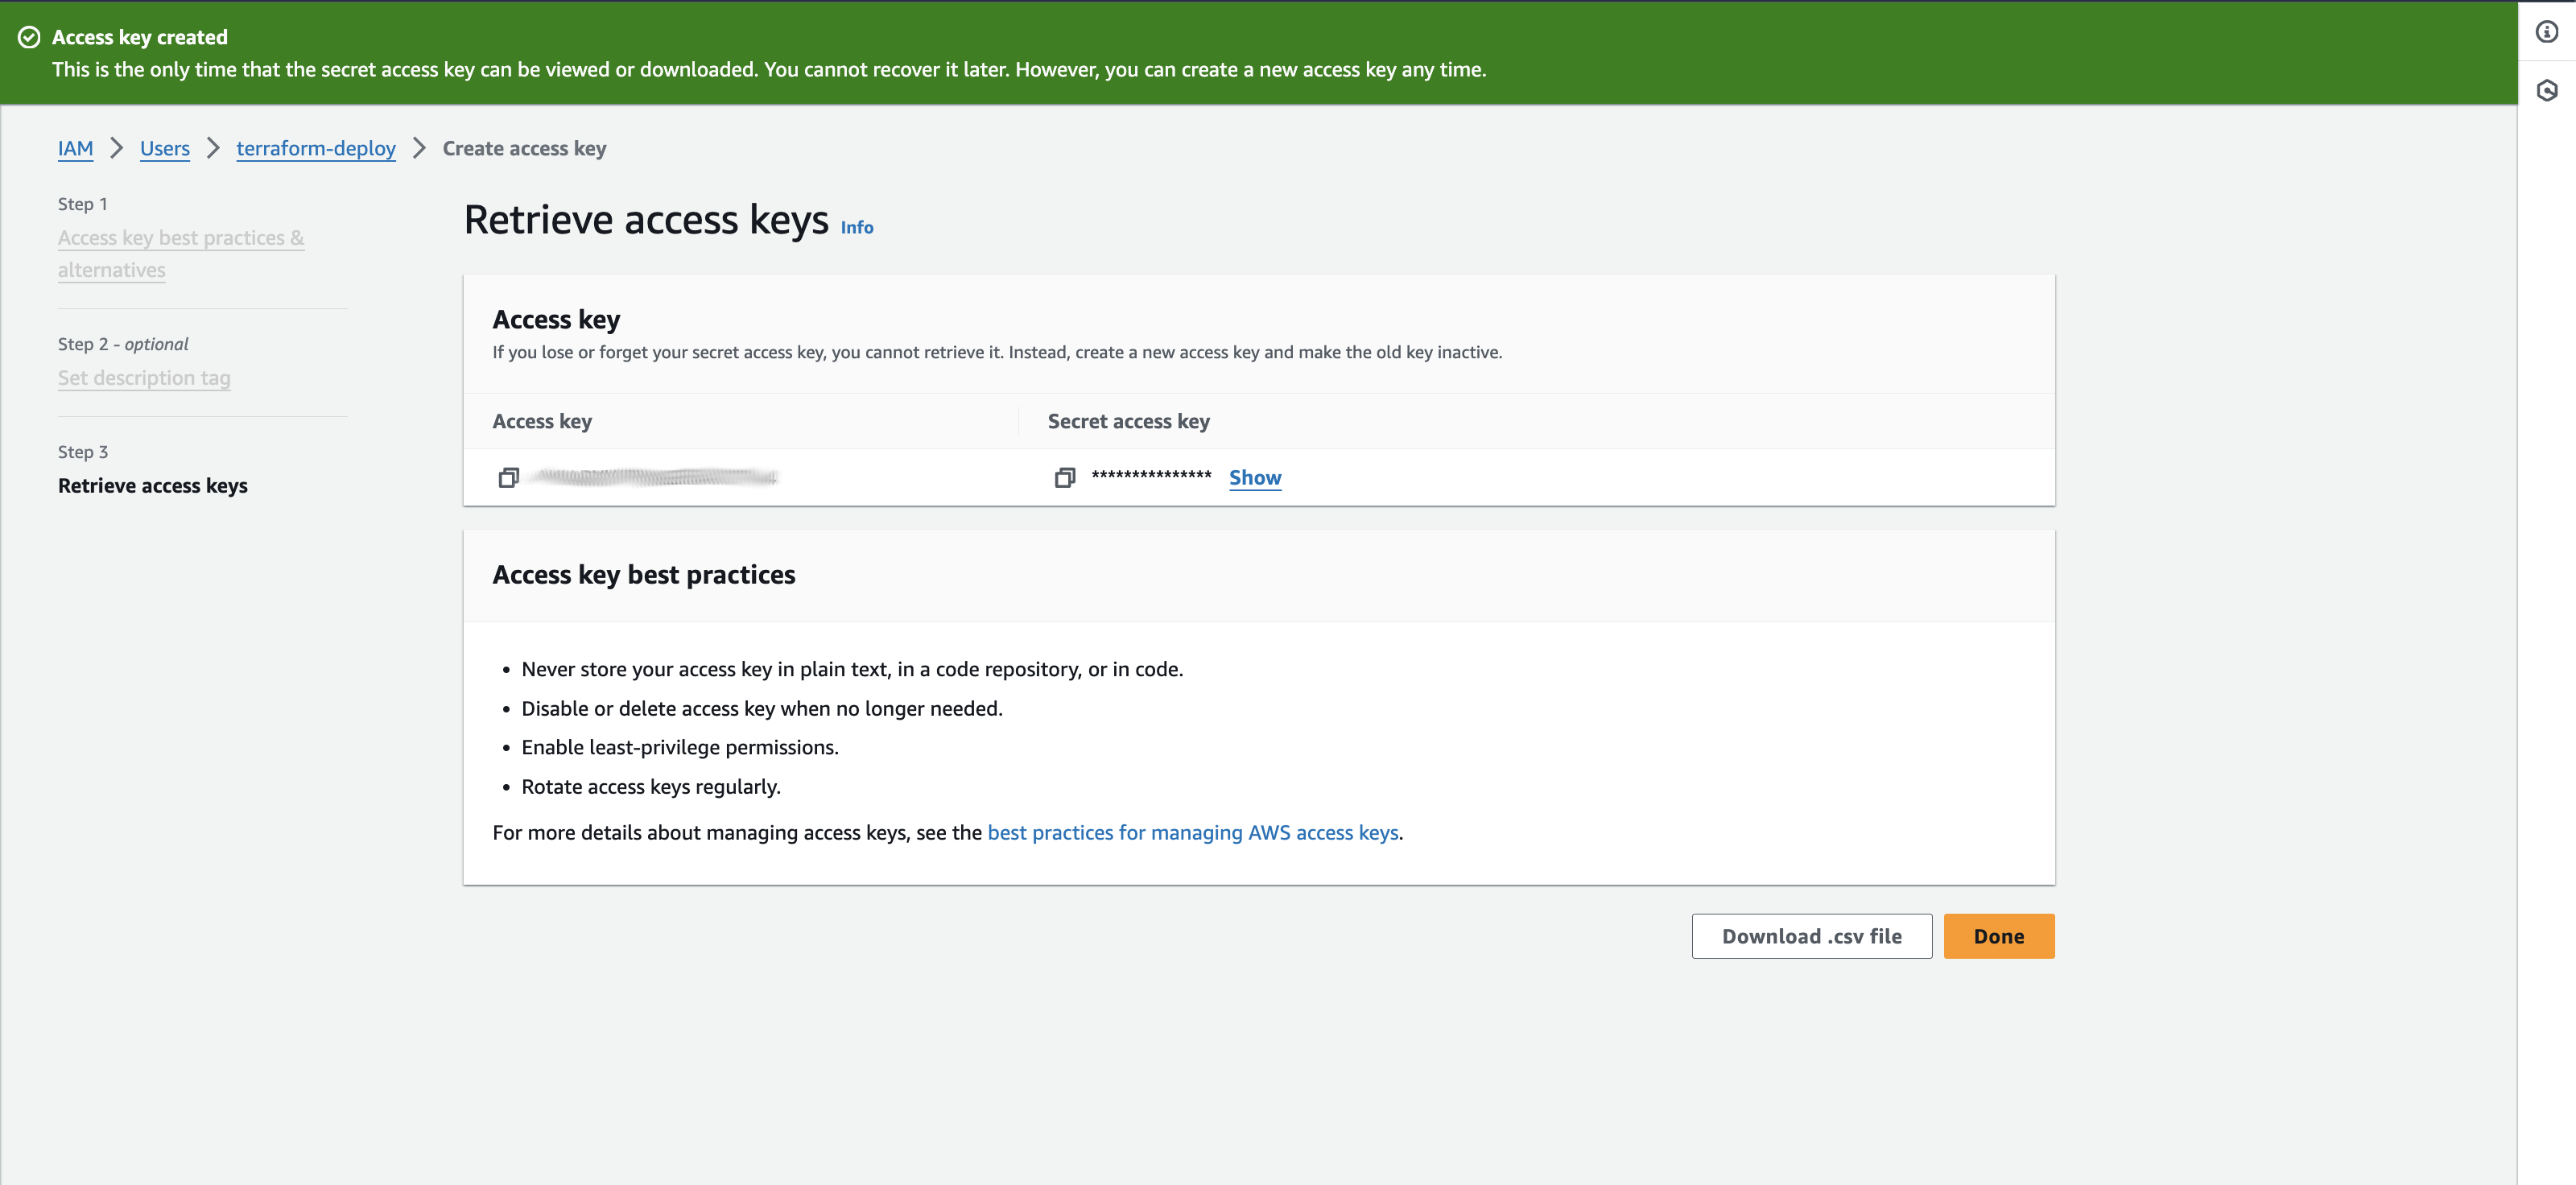 Access key created
This is the only time that the secret access key can be viewed or downloaded. You cannot recover it later. However, you can create a new access key any time.
IAM > Users > terraform-deploy > Create access key
Step 1
Access key best practices &
alternatives
Step 2 - optional
Set description tag
Step 3
Retrieve access keys
Retrieve access keys Info
Access key
If you lose or forget your secret access key, you cannot retrieve it. Instead, create a new access key and make the old key inactive.
Access key Secret access key
*************** Show
Access key best practices
• Never store your access key in plain text, in a code repository, or in code.
• Disable or delete access key when no longer needed.
• Enable least-privilege permissions.
• Rotate access keys regularly.
For more details about managing access keys, see the best practices for managing AWS access keys.
Download .csv file Done